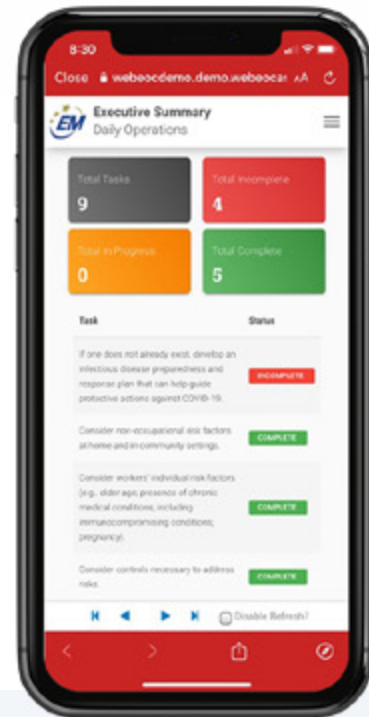 8:30
Close webeocdemo.demo.webeocas AA
EM Executive Summary
Daily Operations
Total Tasks
9
Total Incomplete
4
Total In Progress
0
Total Complete
5
Task Status
If one does not already exist, develop an
infectious disease preparedness and
response plan that can help guide
protective actions against COVID-19.
INCOMPLETE
Consider non-occupational risk factors
at home and in community settings.
COMPLETE
Consider workers' individual risk factors
(e.g., older age; presence of chronic
medical conditions, including
immunocompromising conditions;
pregnancy).
COMPLETE
Consider controls necessary to address
risks.
COMPLETE
Disable Refresh?